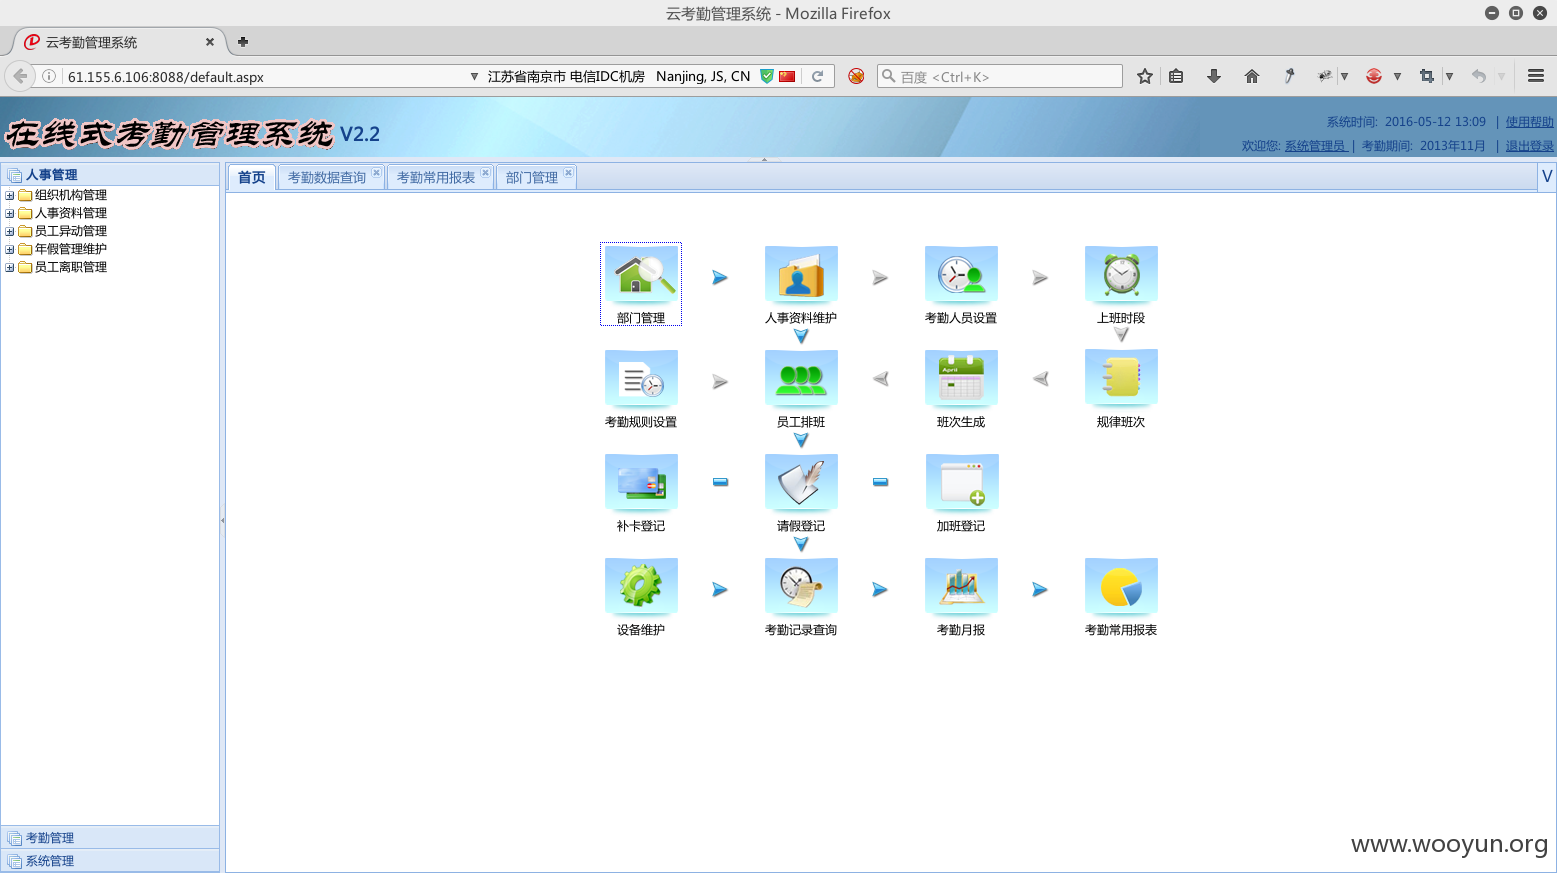 云考勤管理系统 - Mozilla Firefox
云考勤管理系统
61.155.6.106:8088/default.aspx
江苏省南京市 电信IDC机房 Nanjing, JS, CN
百度 <Ctrl+K>
在线式考勤管理系统 V2.2
系统时间: 2016-05-12 13:09 | 使用帮助
欢迎您: 系统管理员 | 考勤期间: 2013年11月 | 退出登录
人事管理
组织机构管理
人事资料管理
员工异动管理
年假管理维护
员工离职管理
首页 考勤数据查询 考勤常用报表 部门管理 V
部门管理 人事资料维护 考勤人员设置 上班时段
April
考勤规则设置 员工排班 班次生成 规律班次
补卡登记 请假登记 加班登记
设备维护 考勤记录查询 考勤月报 考勤常用报表
考勤管理
系统管理
www.wooyun.org